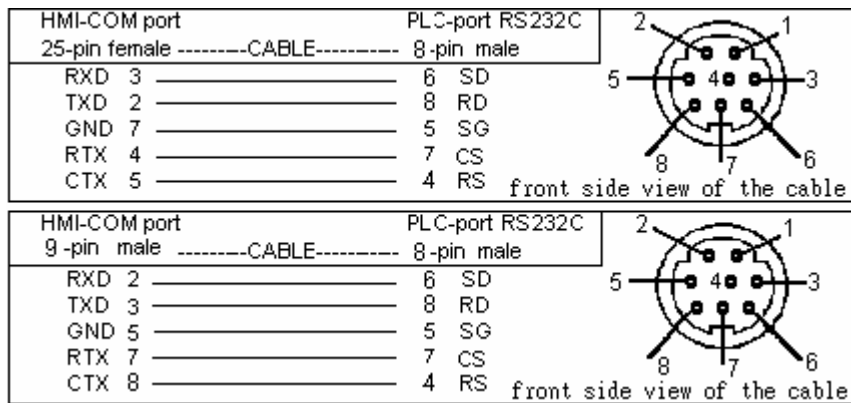 HMI-COM port PLC-port RS232C
25-pin female ---------CABLE----------- 8-pin male
RXD 3 6 SD
TXD 2 8 RD
GND 7 5 SG
RTX 4 7 CS
CTX 5 4 RS
2 1
5 4 3
8 7 6
front side view of the cable
HMI-COM port PLC-port RS232C
9-pin male ---------CABLE----------- 8-pin male
RXD 2 6 SD
TXD 3 8 RD
GND 5 5 SG
RTX 7 7 CS
CTX 8 4 RS
2 1
5 4 3
8 7 6
front side view of the cable